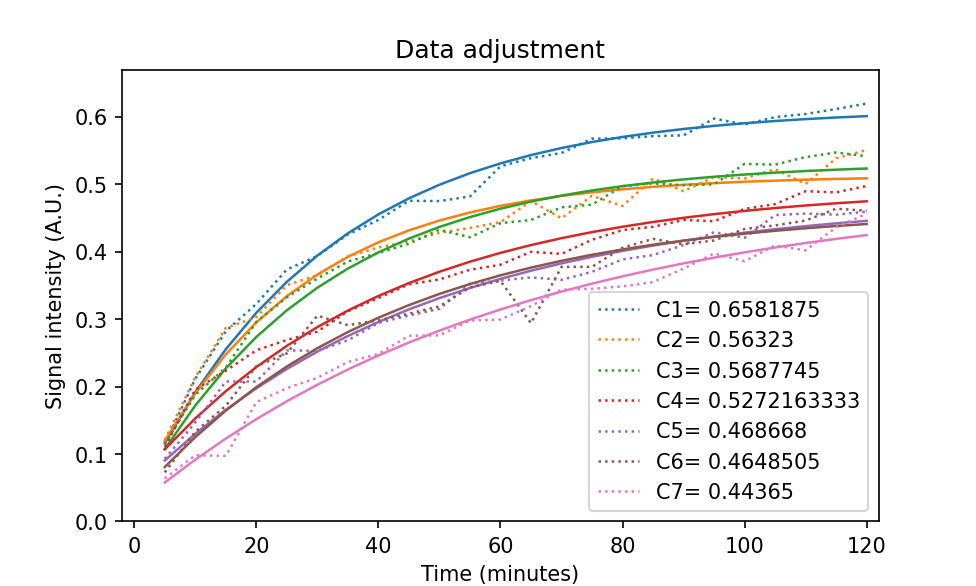 Data adjustment
Signal intensity (A.U.)
0.6
0.5
0.4
0.3
0.2
0.1
0.0
C1= 0.6581875
C2= 0.56323
C3= 0.5687745
C4= 0.5272163333
C5= 0.468668
C6= 0.4648505
C7= 0.44365
0 20 40 60 80 100 120
Time (minutes)